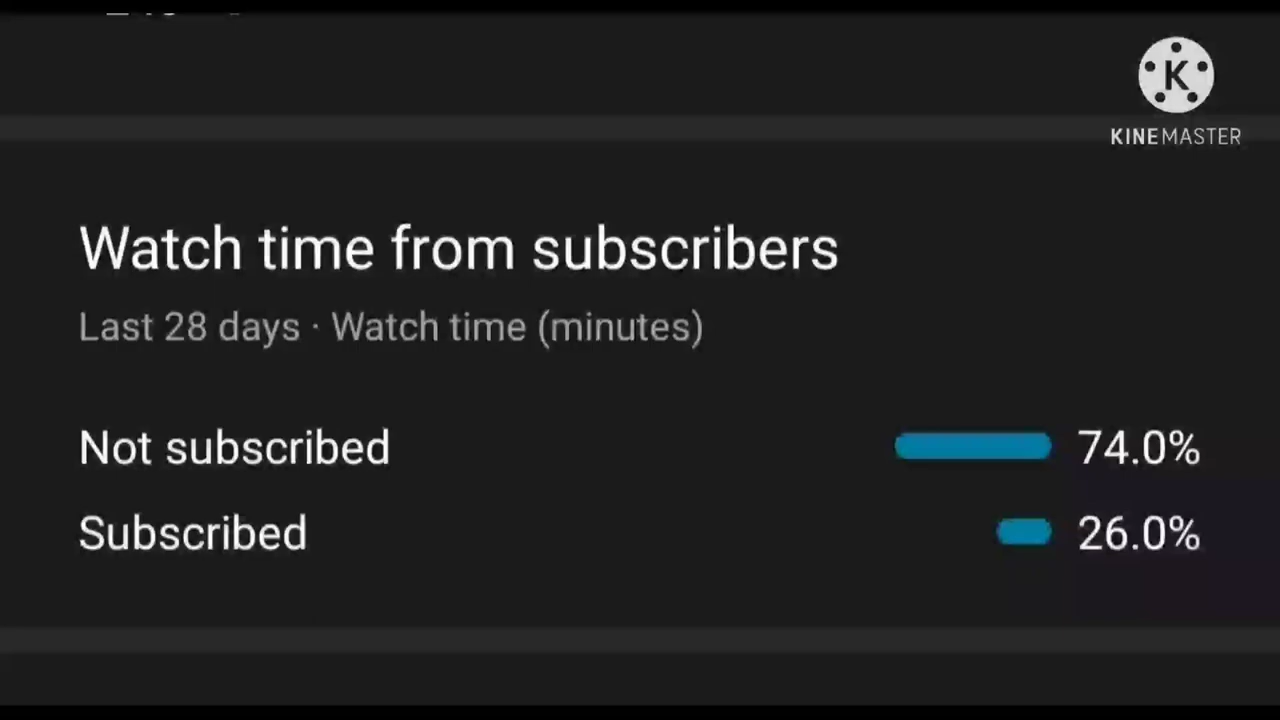 KINEMASTER
Watch time from subscribers
Last 28 days · Watch time (minutes)
Not subscribed 74.0%
Subscribed 26.0%